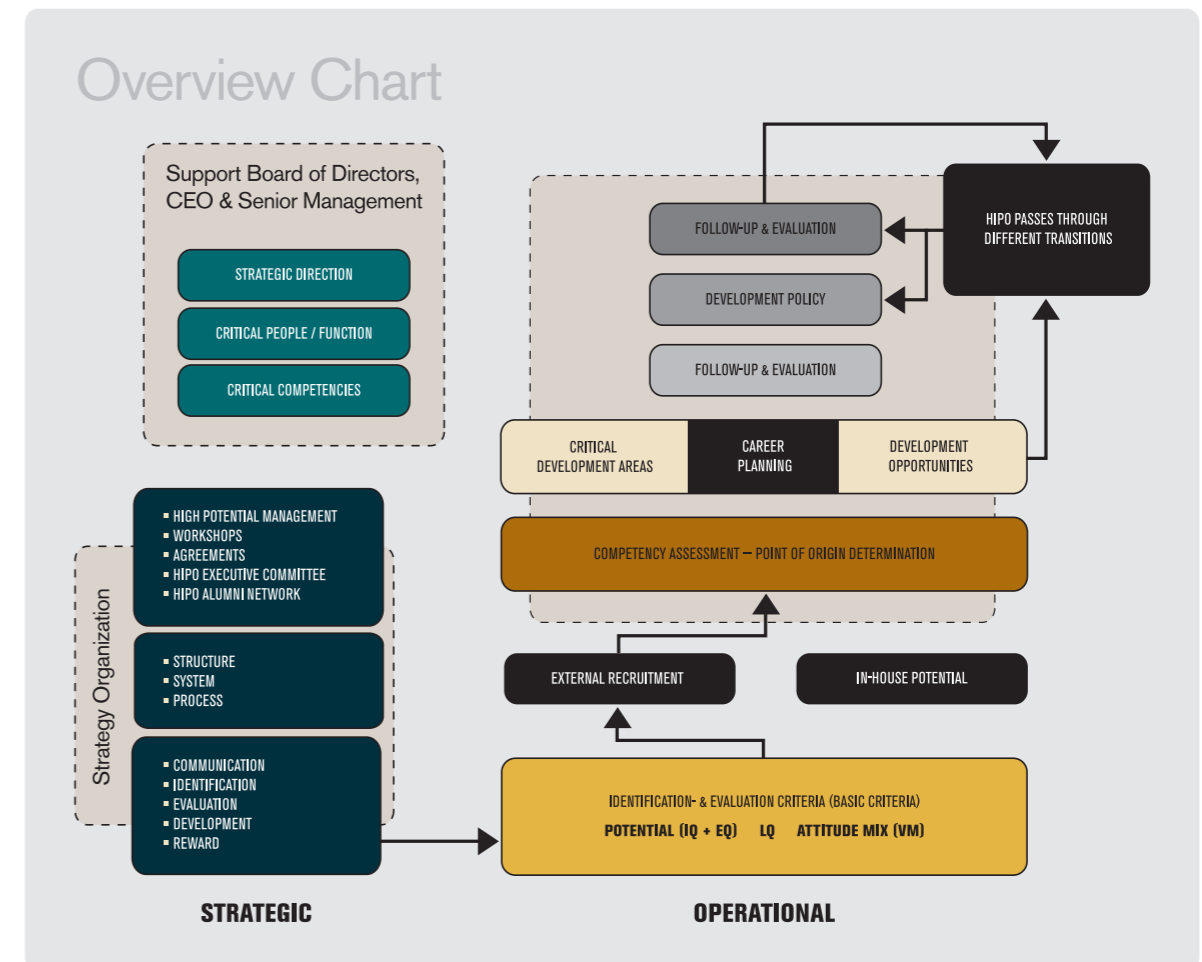 Overview Chart
Support Board of Directors,
CEO & Senior Management
STRATEGIC DIRECTION
CRITICAL PEOPLE / FUNCTION
CRITICAL COMPETENCIES
Strategy Organization
▪ HIGH POTENTIAL MANAGEMENT
▪ WORKSHOPS
▪ AGREEMENTS
▪ HIPO EXECUTIVE COMMITTEE
▪ HIPO ALUMNI NETWORK
▪ STRUCTURE
▪ SYSTEM
▪ PROCESS
▪ COMMUNICATION
▪ IDENTIFICATION
▪ EVALUATION
▪ DEVELOPMENT
▪ REWARD
STRATEGIC
HIPO PASSES THROUGH
DIFFERENT TRANSITIONS
FOLLOW-UP & EVALUATION
DEVELOPMENT POLICY
FOLLOW-UP & EVALUATION
CRITICAL
DEVELOPMENT AREAS
CAREER
PLANNING
DEVELOPMENT
OPPORTUNITIES
COMPETENCY ASSESSMENT – POINT OF ORIGIN DETERMINATION
EXTERNAL RECRUITMENT
IN-HOUSE POTENTIAL
IDENTIFICATION- & EVALUATION CRITERIA (BASIC CRITERIA)
POTENTIAL (IQ + EQ) LQ ATTITUDE MIX (VM)
OPERATIONAL